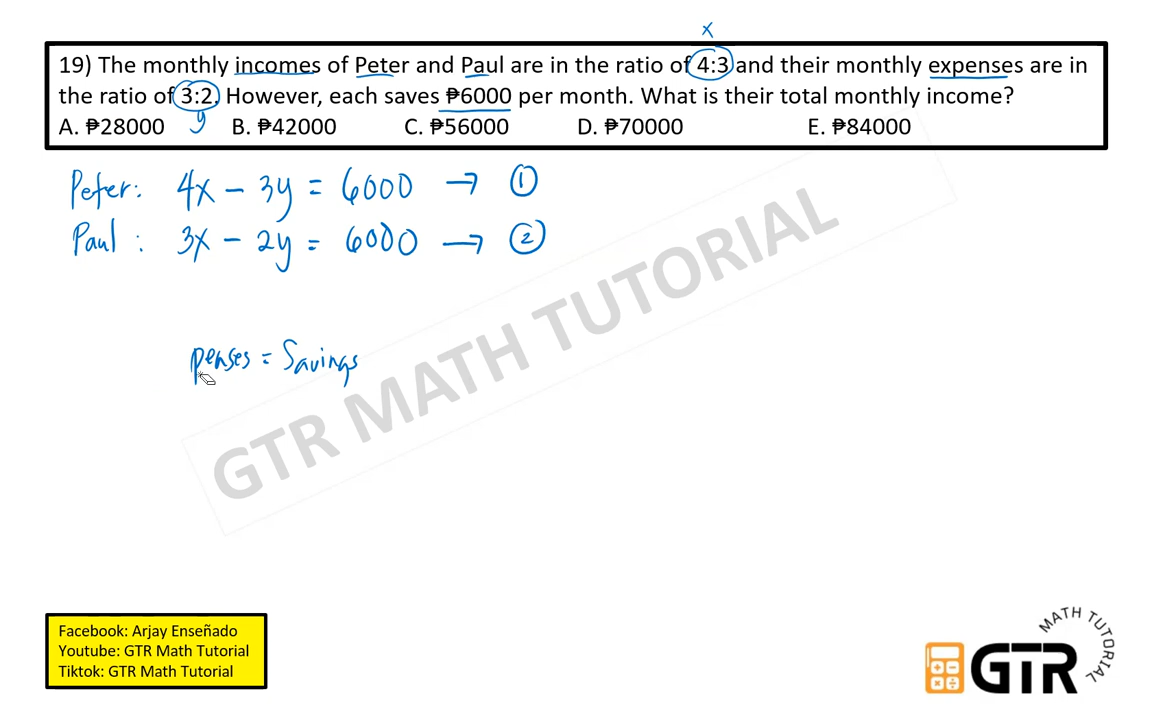 x
19) The monthly incomes of Peter and Paul are in the ratio of 4:3 and their monthly expenses are in
the ratio of 3:2. However, each saves ₱6000 per month. What is their total monthly income?
y
A. ₱28000 B. ₱42000 C. ₱56000 D. ₱70000 E. ₱84000
Peter: 4x - 3y = 6000 → ①
Paul: 3x - 2y = 6000 → ②
penses = Savings
GTR MATH TUTORIAL
Facebook: Arjay Enseñado
Youtube: GTR Math Tutorial
Tiktok: GTR Math Tutorial
GTR MATH TUTORIAL